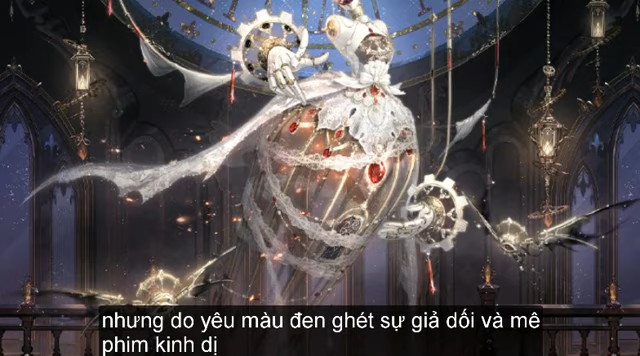 nhưng do yêu màu đen ghét sự giả dối và mê
phim kinh dị